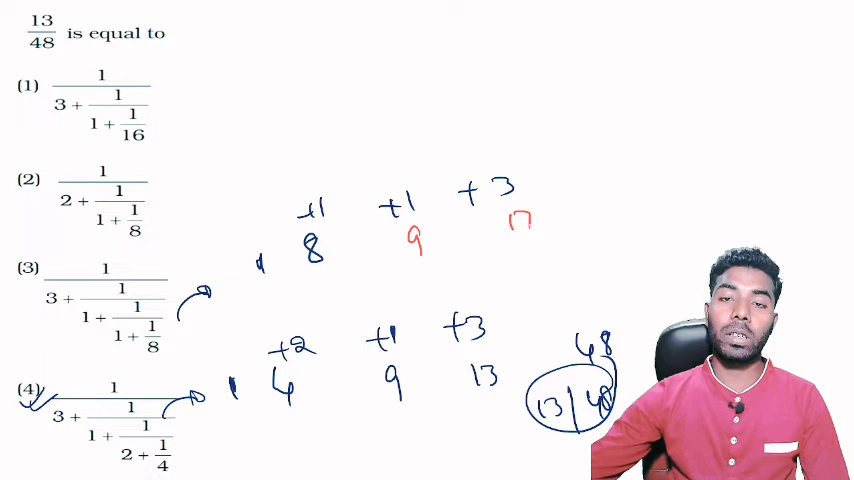 13/48 is equal to
(1) 1/(3 + 1/(1 + 1/16))
(2) 1/(2 + 1/(1 + 1/8))
(3) 1/(3 + 1/(1 + 1/(1 + 1/8)))
+1 +1 +3
1 8 9 17
(4) 1/(3 + 1/(1 + 1/(2 + 1/4)))
+2 +1 +3
1 4 9 13 48
13/48